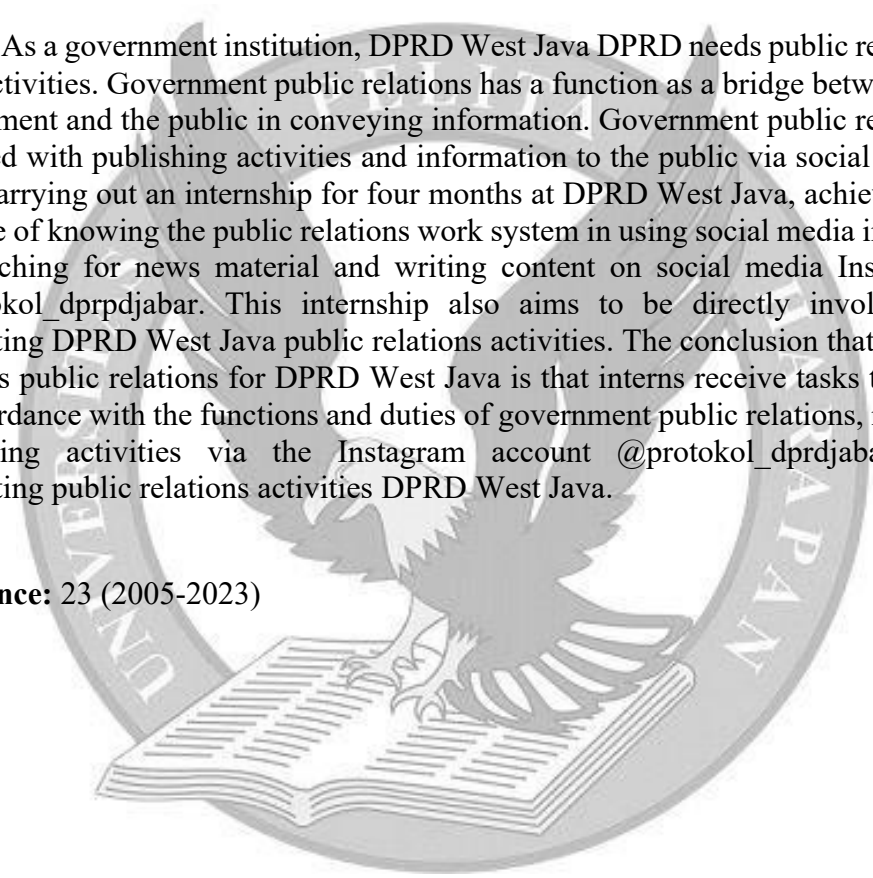 As a government institution, DPRD West Java DPRD needs public re
ctivities. Government public relations has a function as a bridge betw
ment and the public in conveying information. Government public re
ed with publishing activities and information to the public via social
arrying out an internship for four months at DPRD West Java, achie
e of knowing the public relations work system in using social media i
ching for news material and writing content on social media Ins
okol_dprpdjabar. This internship also aims to be directly invol
ting DPRD West Java public relations activities. The conclusion that
s public relations for DPRD West Java is that interns receive tasks t
rdance with the functions and duties of government public relations,
ing activities via the Instagram account @protokol_dprdjaba
ting public relations activities DPRD West Java.
nce: 23 (2005-2023)
UNIVERSITAS PELITA HARAPAN